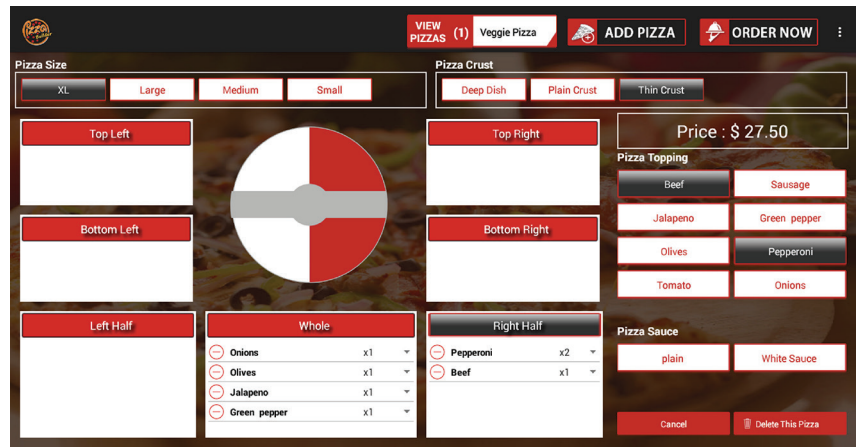 Pizza
VIEW PIZZAS (1) Veggie Pizza
ADD PIZZA
ORDER NOW
Pizza Size
XL Large Medium Small
Pizza Crust
Deep Dish Plain Crust Thin Crust
Top Left
Top Right
Bottom Left
Bottom Right
Left Half
Whole
Onions x1
Olives x1
Jalapeno x1
Green pepper x1
Right Half
Pepperoni x2
Beef x1
Price : $ 27.50
Pizza Topping
Beef Sausage
Jalapeno Green pepper
Olives Pepperoni
Tomato Onions
Pizza Sauce
plain White Sauce
Cancel Delete This Pizza